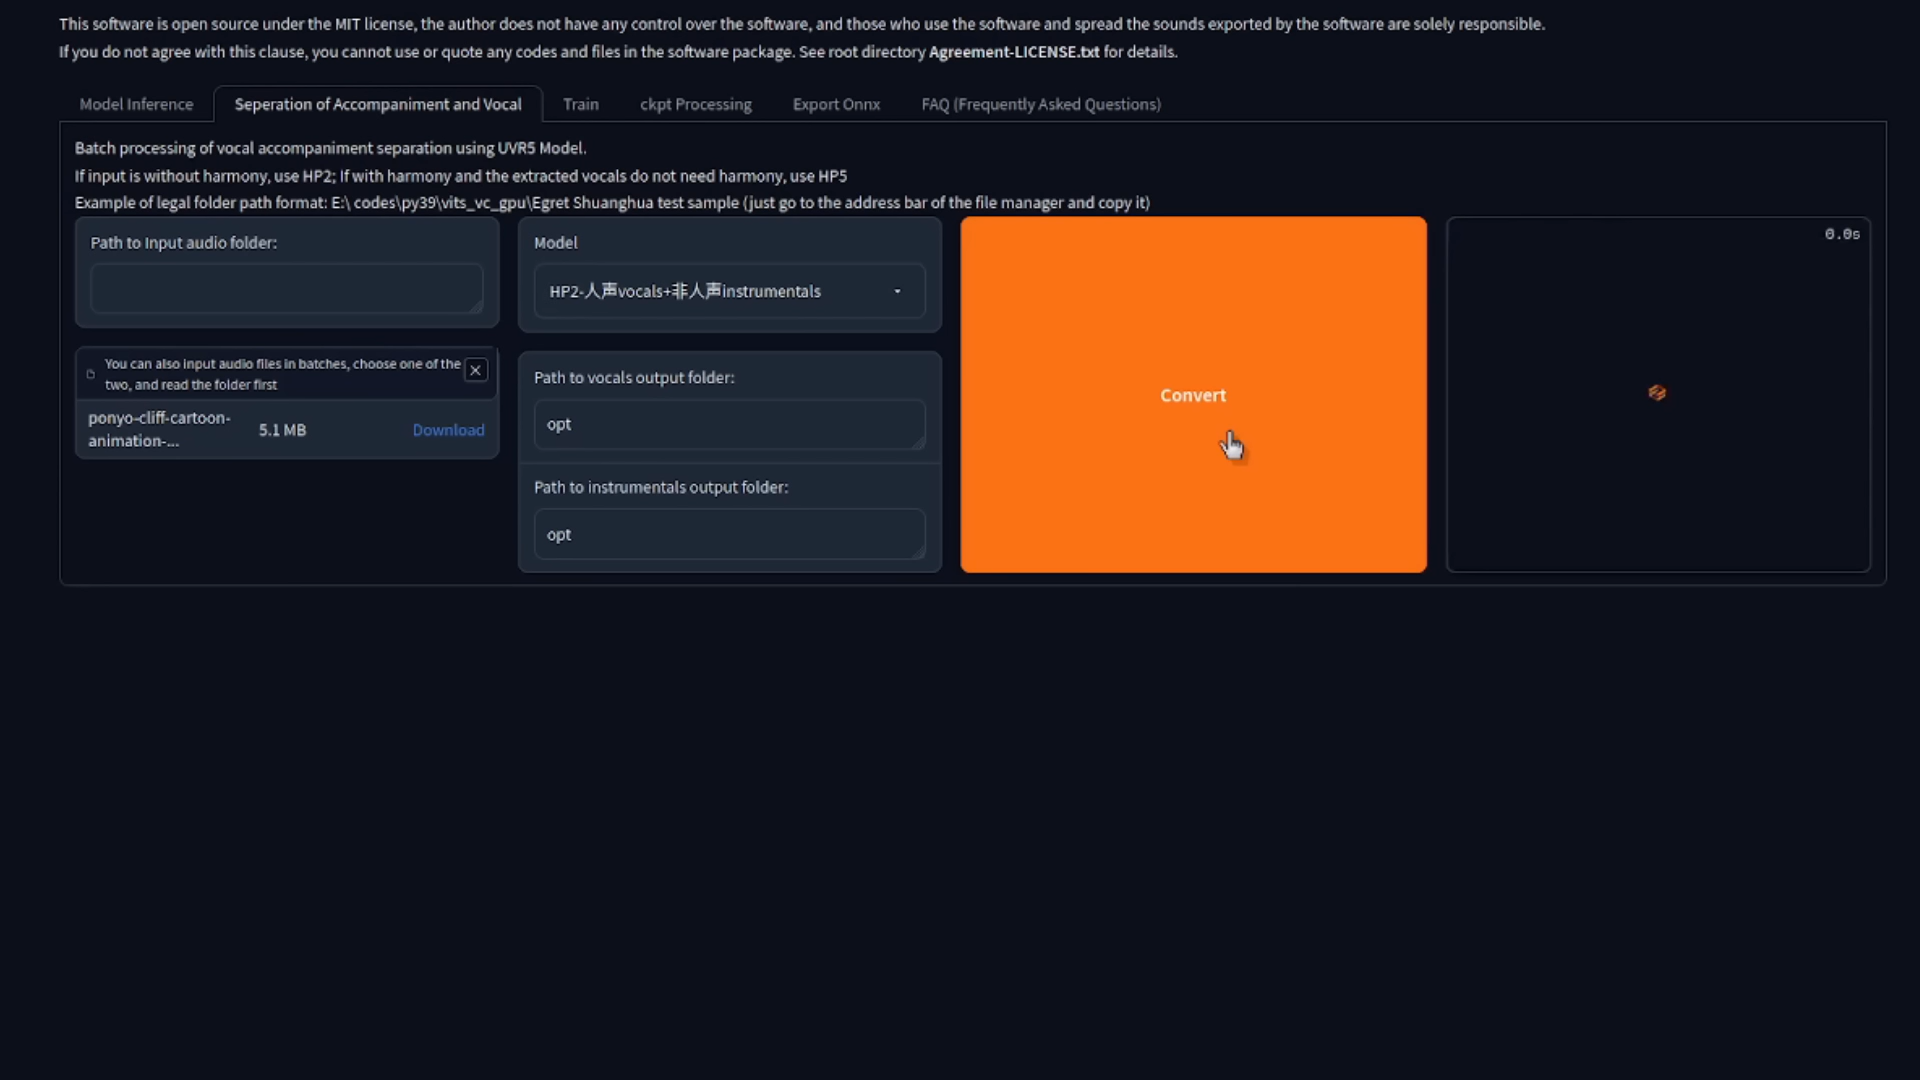 This software is open source under the MIT license, the author does not have any control over the software, and those who use the software and spread the sounds exported by the software are solely responsible.
If you do not agree with this clause, you cannot use or quote any codes and files in the software package. See root directory Agreement-LICENSE.txt for details.
Model Inference
Seperation of Accompaniment and Vocal
Train
ckpt Processing
Export Onnx
FAQ (Frequently Asked Questions)
Batch processing of vocal accompaniment separation using UVR5 Model.
If input is without harmony, use HP2; If with harmony and the extracted vocals do not need harmony, use HP5
Example of legal folder path format: E:\ codes\py39\vits_vc_gpu\Egret Shuanghua test sample (just go to the address bar of the file manager and copy it)
Path to Input audio folder:
You can also input audio files in batches, choose one of the
two, and read the folder first
ponyo-cliff-cartoon-
animation-...
5.1 MB
Download
Model
HP2-人声vocals+非人声instrumentals
Path to vocals output folder:
opt
Path to instrumentals output folder:
opt
Convert
0.0s